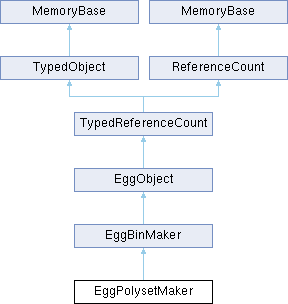 MemoryBase MemoryBase
TypedObject ReferenceCount
TypedReferenceCount
EggObject
EggBinMaker
EggPolysetMaker